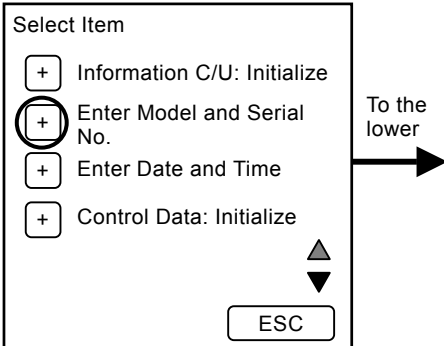 Select Item
+ Information C/U: Initialize
+ Enter Model and Serial
No.
+ Enter Date and Time
+ Control Data: Initialize
ESC
To the
lower